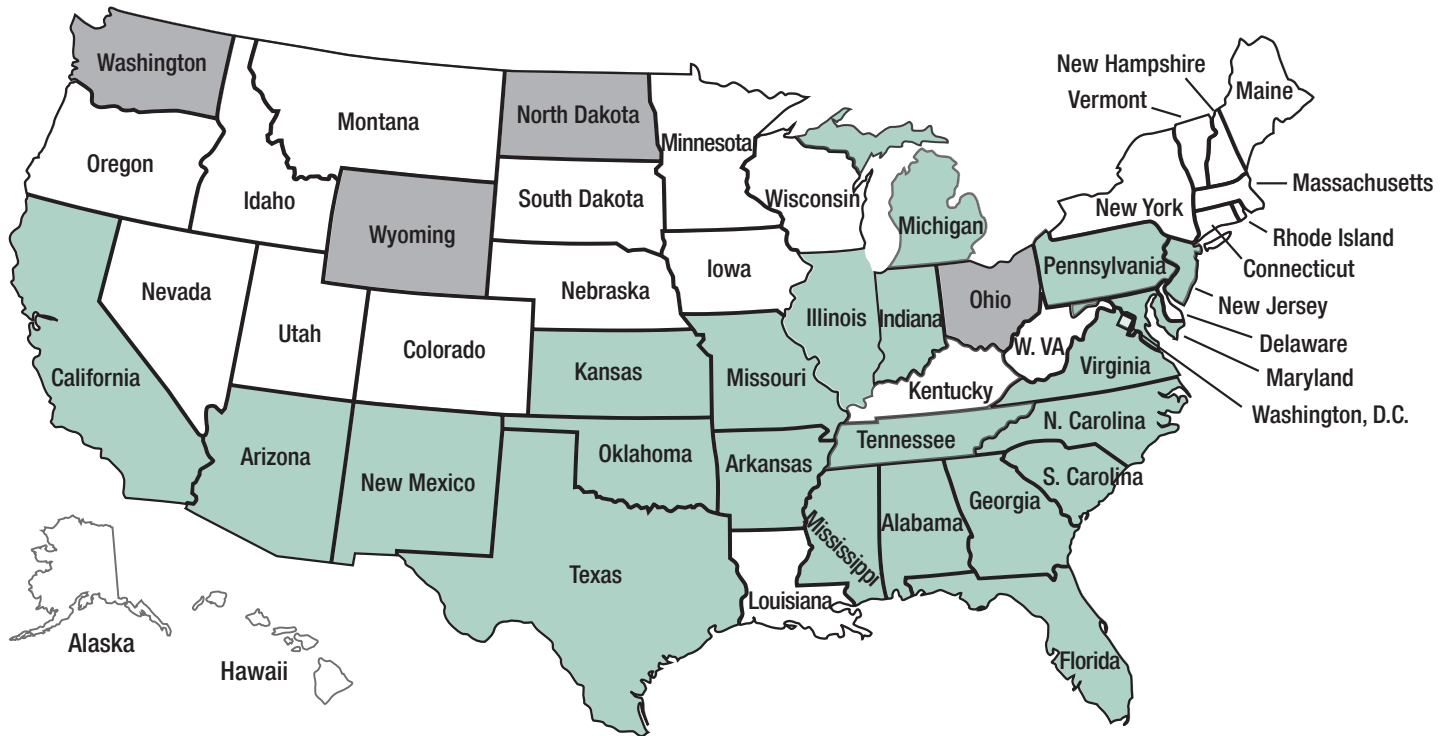 Washington
Montana
North Dakota
Minnesota
New Hampshire
Vermont
Maine
Oregon
Idaho
Wyoming
South Dakota
Wisconsin
Michigan
New York
Massachusetts
Rhode Island
Connecticut
Nevada
Utah
Colorado
Nebraska
Iowa
Illinois
Indiana
Ohio
Pennsylvania
New Jersey
Delaware
Maryland
Washington, D.C.
California
Kansas
Missouri
Kentucky
W. VA
Virginia
Arizona
New Mexico
Oklahoma
Arkansas
Tennessee
N. Carolina
S. Carolina
Texas
Louisiana
Mississippi
Alabama
Georgia
Florida
Alaska
Hawaii